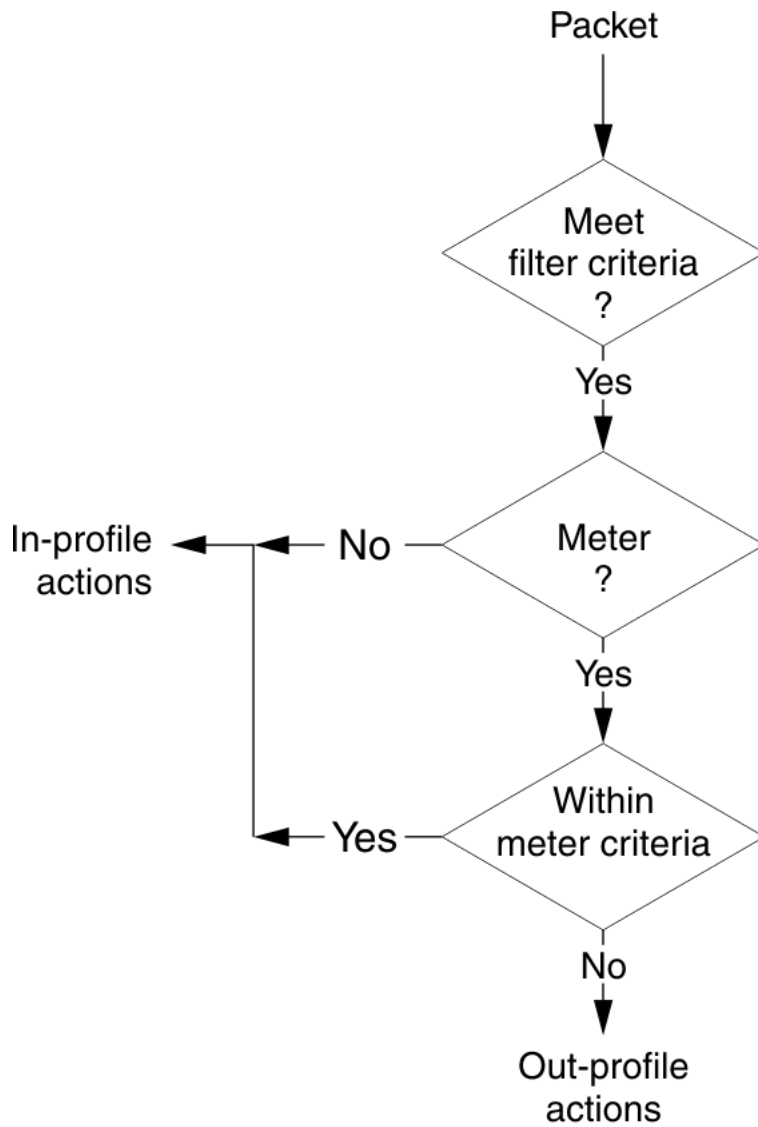 Packet
Meet
filter criteria
?
Yes
In-profile
actions
No
Meter
?
Yes
Within
meter criteria
Yes
No
Out-profile
actions